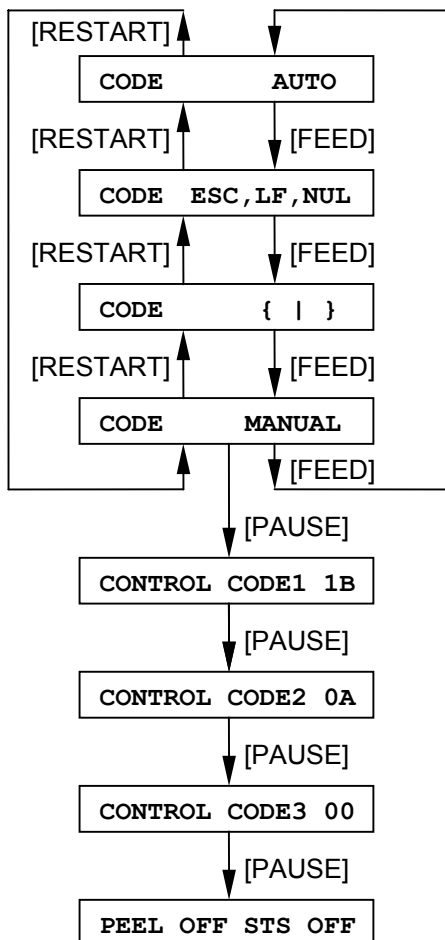 [RESTART]
CODE AUTO
[RESTART] [FEED]
CODE ESC,LF,NUL
[RESTART] [FEED]
CODE { | }
[RESTART] [FEED]
CODE MANUAL
[FEED]
[PAUSE]
CONTROL CODE1 1B
[PAUSE]
CONTROL CODE2 0A
[PAUSE]
CONTROL CODE3 00
[PAUSE]
PEEL OFF STS OFF